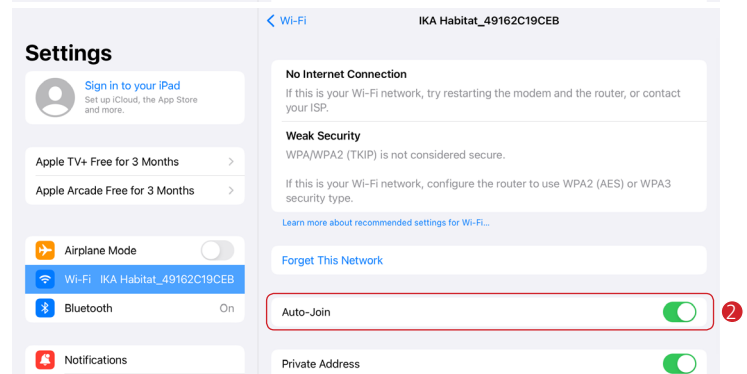 Wi-Fi
IKA Habitat_49162C19CEB
Settings
Sign in to your iPad
Set up iCloud, the App Store
and more.
Apple TV+ Free for 3 Months
Apple Arcade Free for 3 Months
Airplane Mode
Wi-Fi IKA Habitat_49162C19CEB
Bluetooth On
Notifications
No Internet Connection
If this is your Wi-Fi network, try restarting the modem and the router, or contact
your ISP.
Weak Security
WPA/WPA2 (TKIP) is not considered secure.
If this is your Wi-Fi network, configure the router to use WPA2 (AES) or WPA3
security type.
Learn more about recommended settings for Wi-Fi...
Forget This Network
Auto-Join
2
Private Address